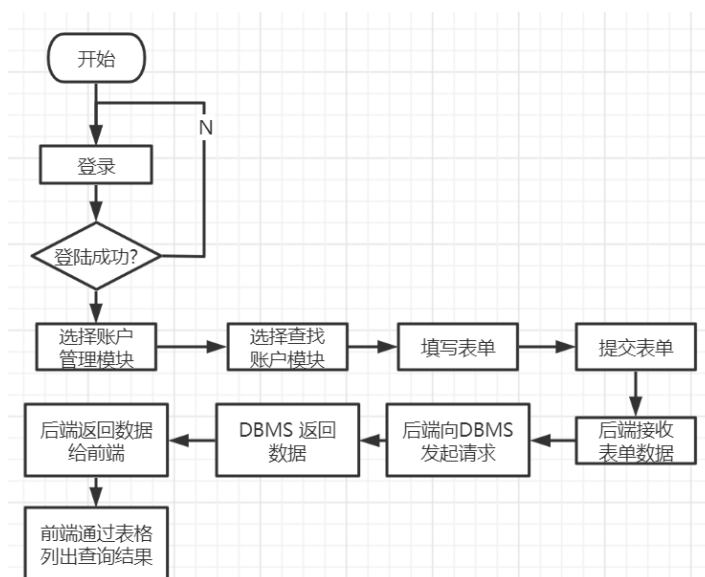 开始
N
登录
登陆成功?
选择账户
管理模块
选择查找
账户模块
填写表单
提交表单
后端返回数据
给前端
DBMS 返回
数据
后端向DBMS
发起请求
后端接收
表单数据
前端通过表格
列出查询结果